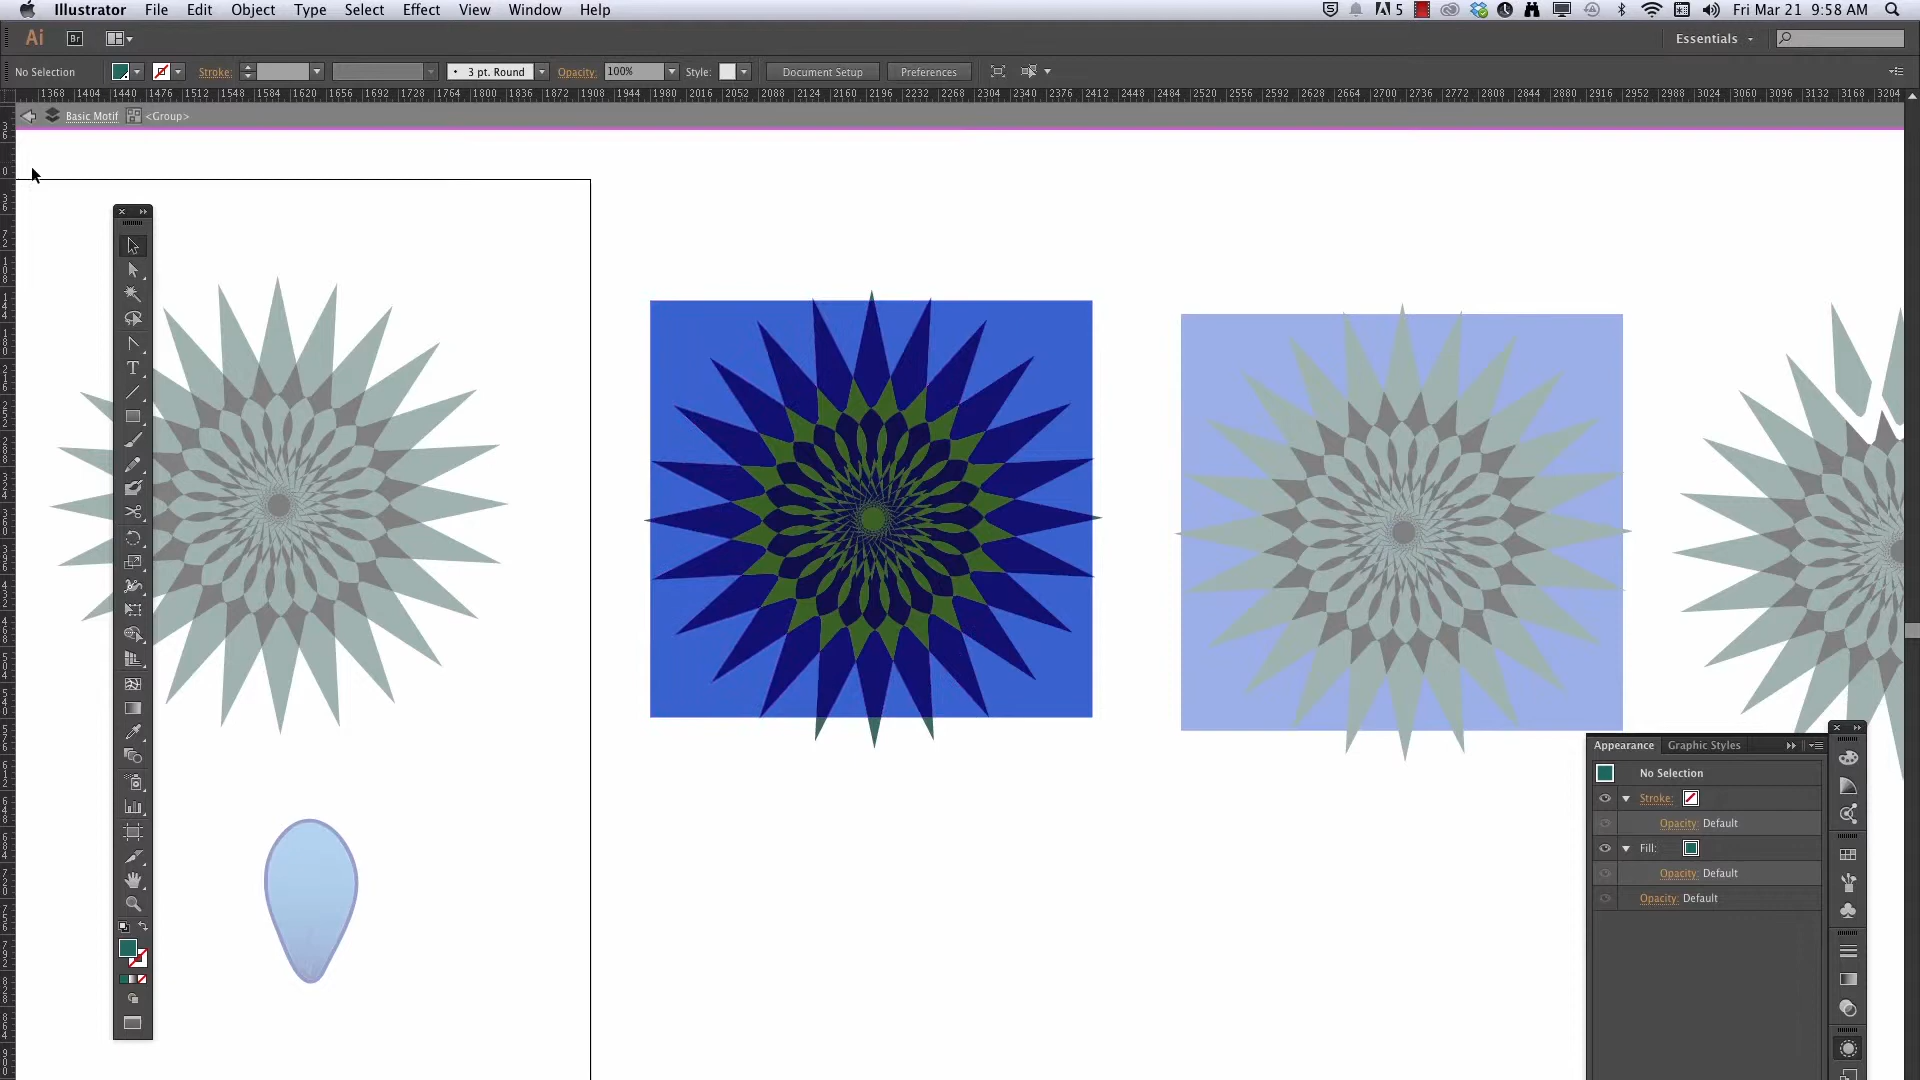 Illustrator File Edit Object Type Select Effect View Window Help 5 Fri Mar 21 9:58 AM
Ai Br Essentials
No Selection Stroke: 3 pt. Round Opacity: 100% Style: Document Setup Preferences
1368 1404 1440 1476 1512 1548 1584 1620 1656 1692 1728 1764 1800 1836 1872 1908 1944 1980 2016 2052 2088 2124 2160 2196 2232 2268 2304 2340 2376 2412 2448 2484 2520 2556 2592 2628 2664 2700 2736 2772 2808 2844 2880 2916 2952 2988 3024 3060 3096 3132 3168 3204
Basic Motif <Group>
Appearance Graphic Styles
No Selection
Stroke:
Opacity: Default
Fill:
Opacity: Default
Opacity: Default